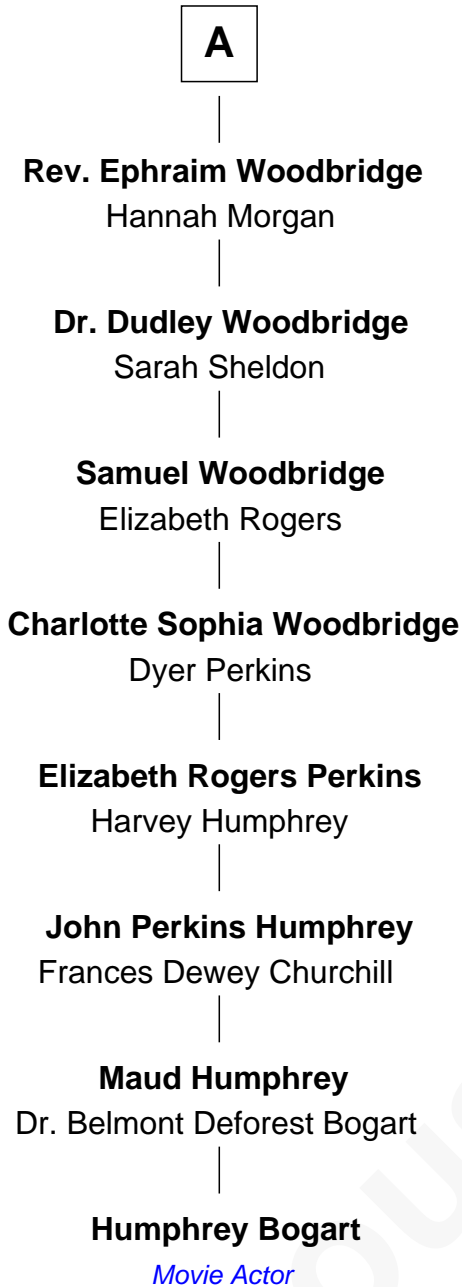 A
Rev. Ephraim Woodbridge
Hannah Morgan
Dr. Dudley Woodbridge
Sarah Sheldon
Samuel Woodbridge
Elizabeth Rogers
Charlotte Sophia Woodbridge
Dyer Perkins
Elizabeth Rogers Perkins
Harvey Humphrey
John Perkins Humphrey
Frances Dewey Churchill
Maud Humphrey
Dr. Belmont Deforest Bogart
Humphrey Bogart
Movie Actor